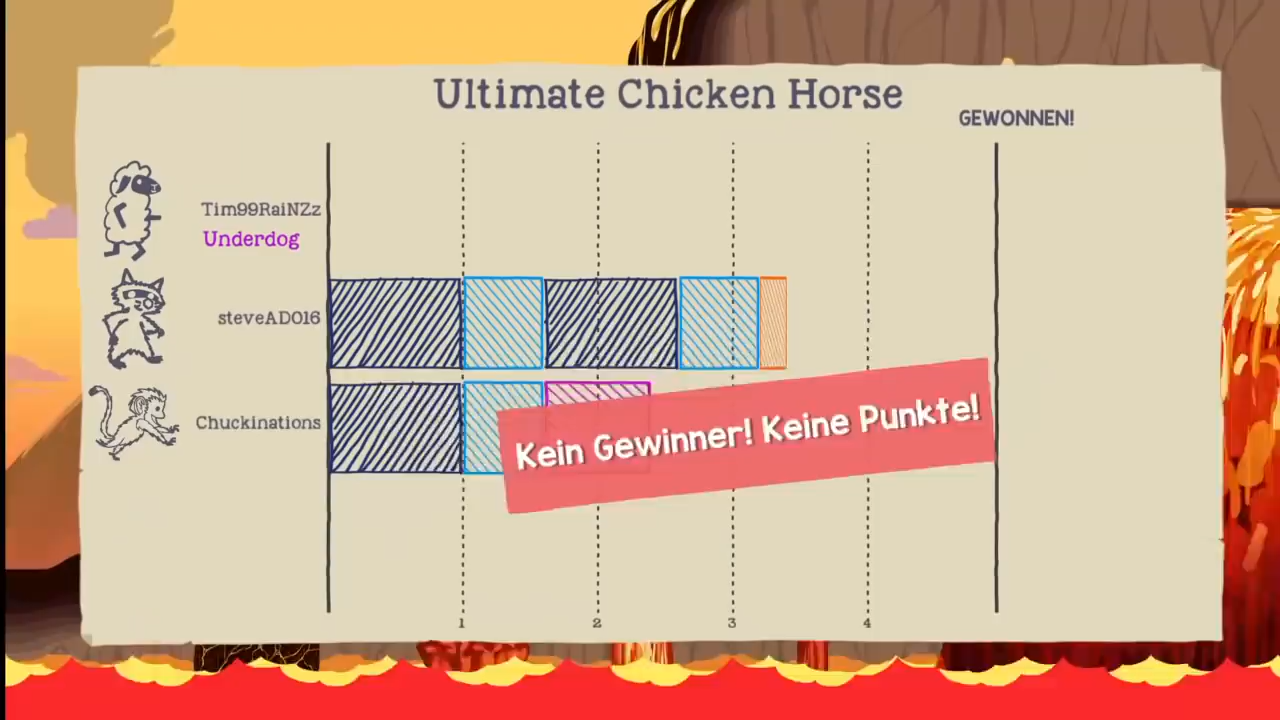 Ultimate Chicken Horse
GEWONNEN!
Tim99RaiNZz
Underdog
steveAD016
Chuckinations
Kein Gewinner! Keine Punkte!
1 2 3 4